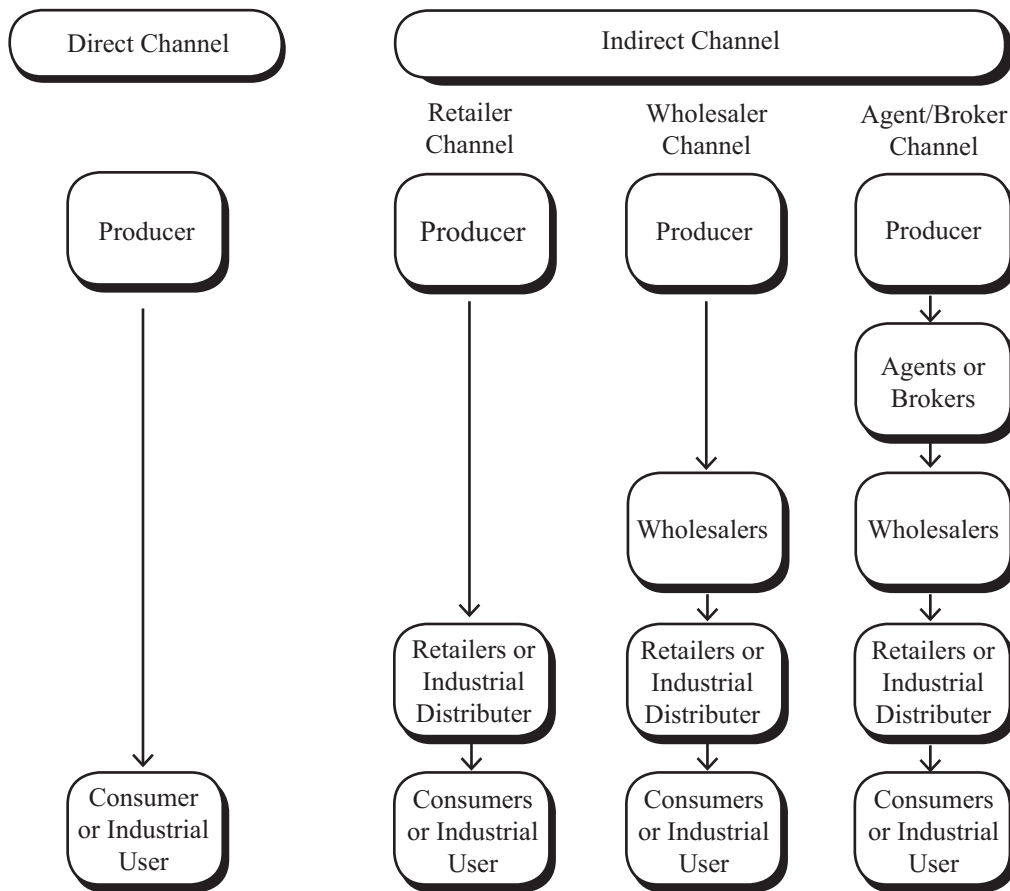 Direct Channel
Indirect Channel
Retailer
Channel
Wholesaler
Channel
Agent/Broker
Channel
Producer
Producer
Producer
Producer
Agents or
Brokers
Wholesalers
Wholesalers
Retailers or
Industrial
Distributer
Retailers or
Industrial
Distributer
Retailers or
Industrial
Distributer
Consumer
or Industrial
User
Consumers
or Industrial
User
Consumers
or Industrial
User
Consumers
or Industrial
User